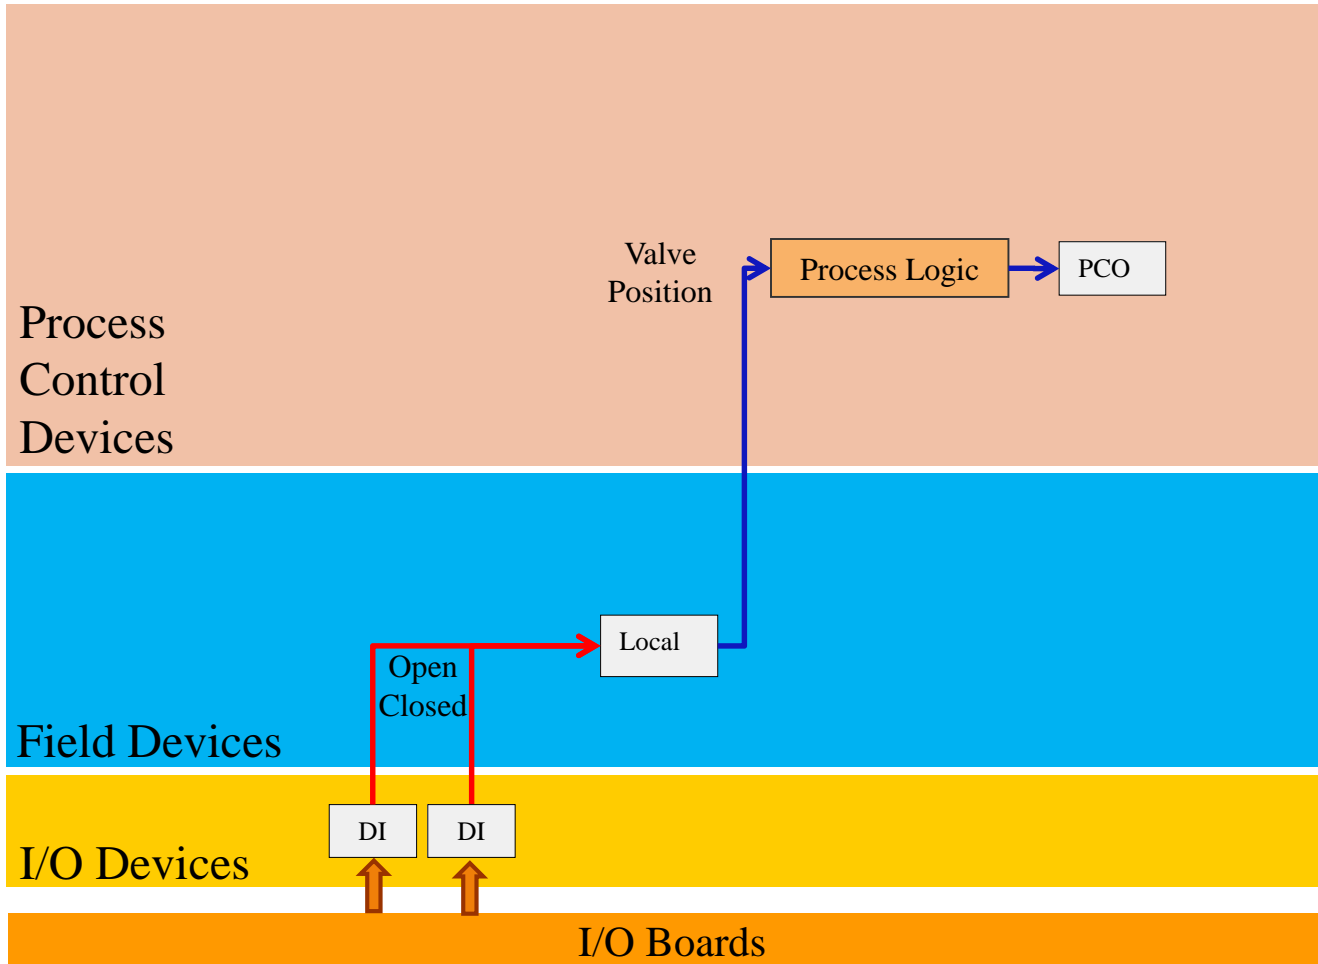 Valve
Position
Process Logic
PCO
Process
Control
Devices
Local
Open
Closed
Field Devices
DI
DI
I/O Devices
I/O Boards